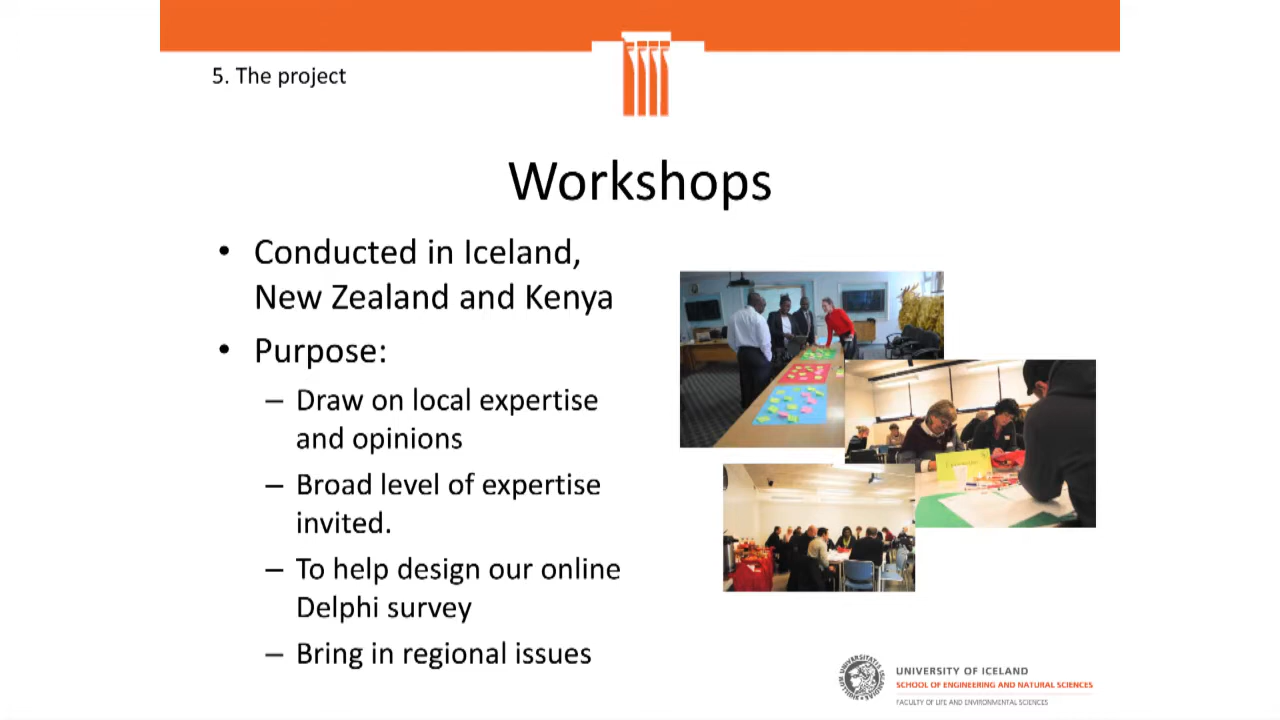 5. The project
Workshops
• Conducted in Iceland,
New Zealand and Kenya
• Purpose:
– Draw on local expertise
and opinions
– Broad level of expertise
invited.
– To help design our online
Delphi survey
– Bring in regional issues
UNIVERSITY OF ICELAND
SCHOOL OF ENGINEERING AND NATURAL SCIENCES
FACULTY OF LIFE AND ENVIRONMENTAL SCIENCES